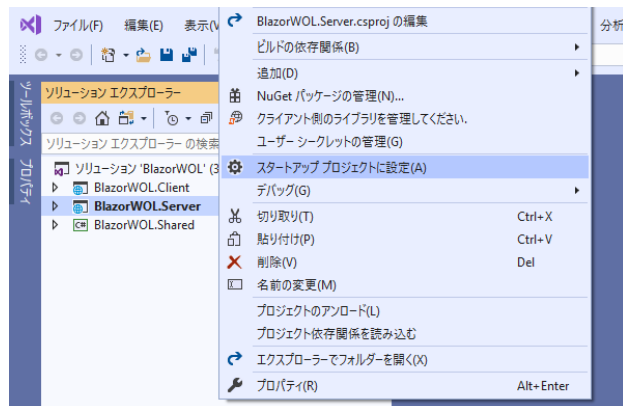 ファイル(F) 編集(E) 表示(V
分析
ツールボックス
プロパティ
ソリューション エクスプローラー
ソリューション エクスプローラー の検索
ソリューション 'BlazorWOL' (3
BlazorWOL.Client
BlazorWOL.Server
BlazorWOL.Shared
BlazorWOL.Server.csproj の編集
ビルドの依存関係(B)
追加(D)
NuGet パッケージの管理(N)...
クライアント側のライブラリを管理してください.
ユーザー シークレットの管理(G)
スタートアップ プロジェクトに設定(A)
デバッグ(G)
切り取り(T) Ctrl+X
貼り付け(P) Ctrl+V
削除(V) Del
名前の変更(M)
プロジェクトのアンロード(L)
プロジェクト依存関係を読み込む
エクスプローラーでフォルダーを開く(X)
プロパティ(R) Alt+Enter